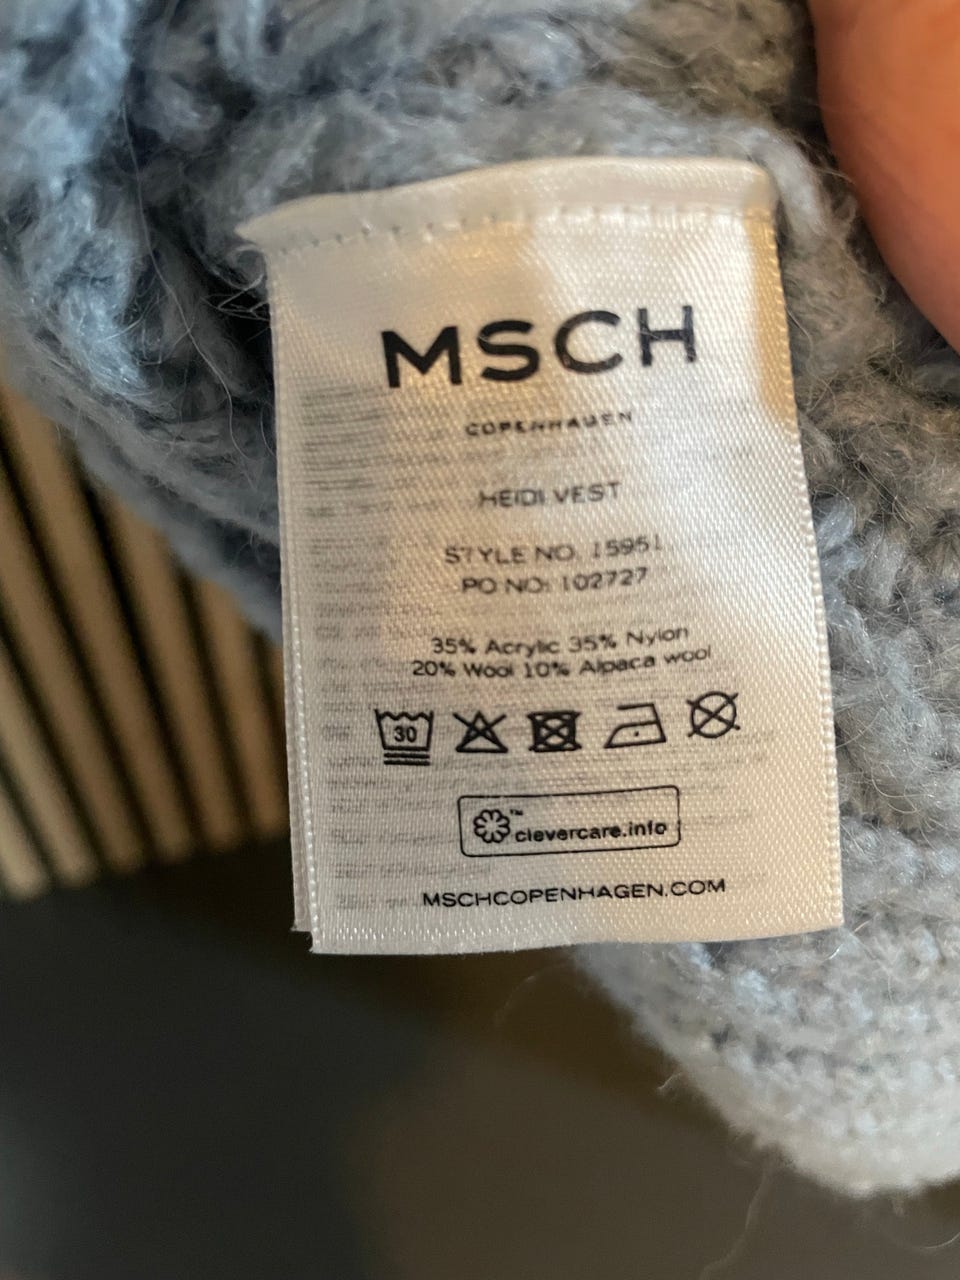 MSCH
COPENHAGEN
HEIDI VEST
STYLE NO. 15951
PO NO: 102727
35% Acrylic 35% Nylon
20% Wool 10% Alpaca wool
30
™
clevercare.info
MSCHCOPENHAGEN.COM